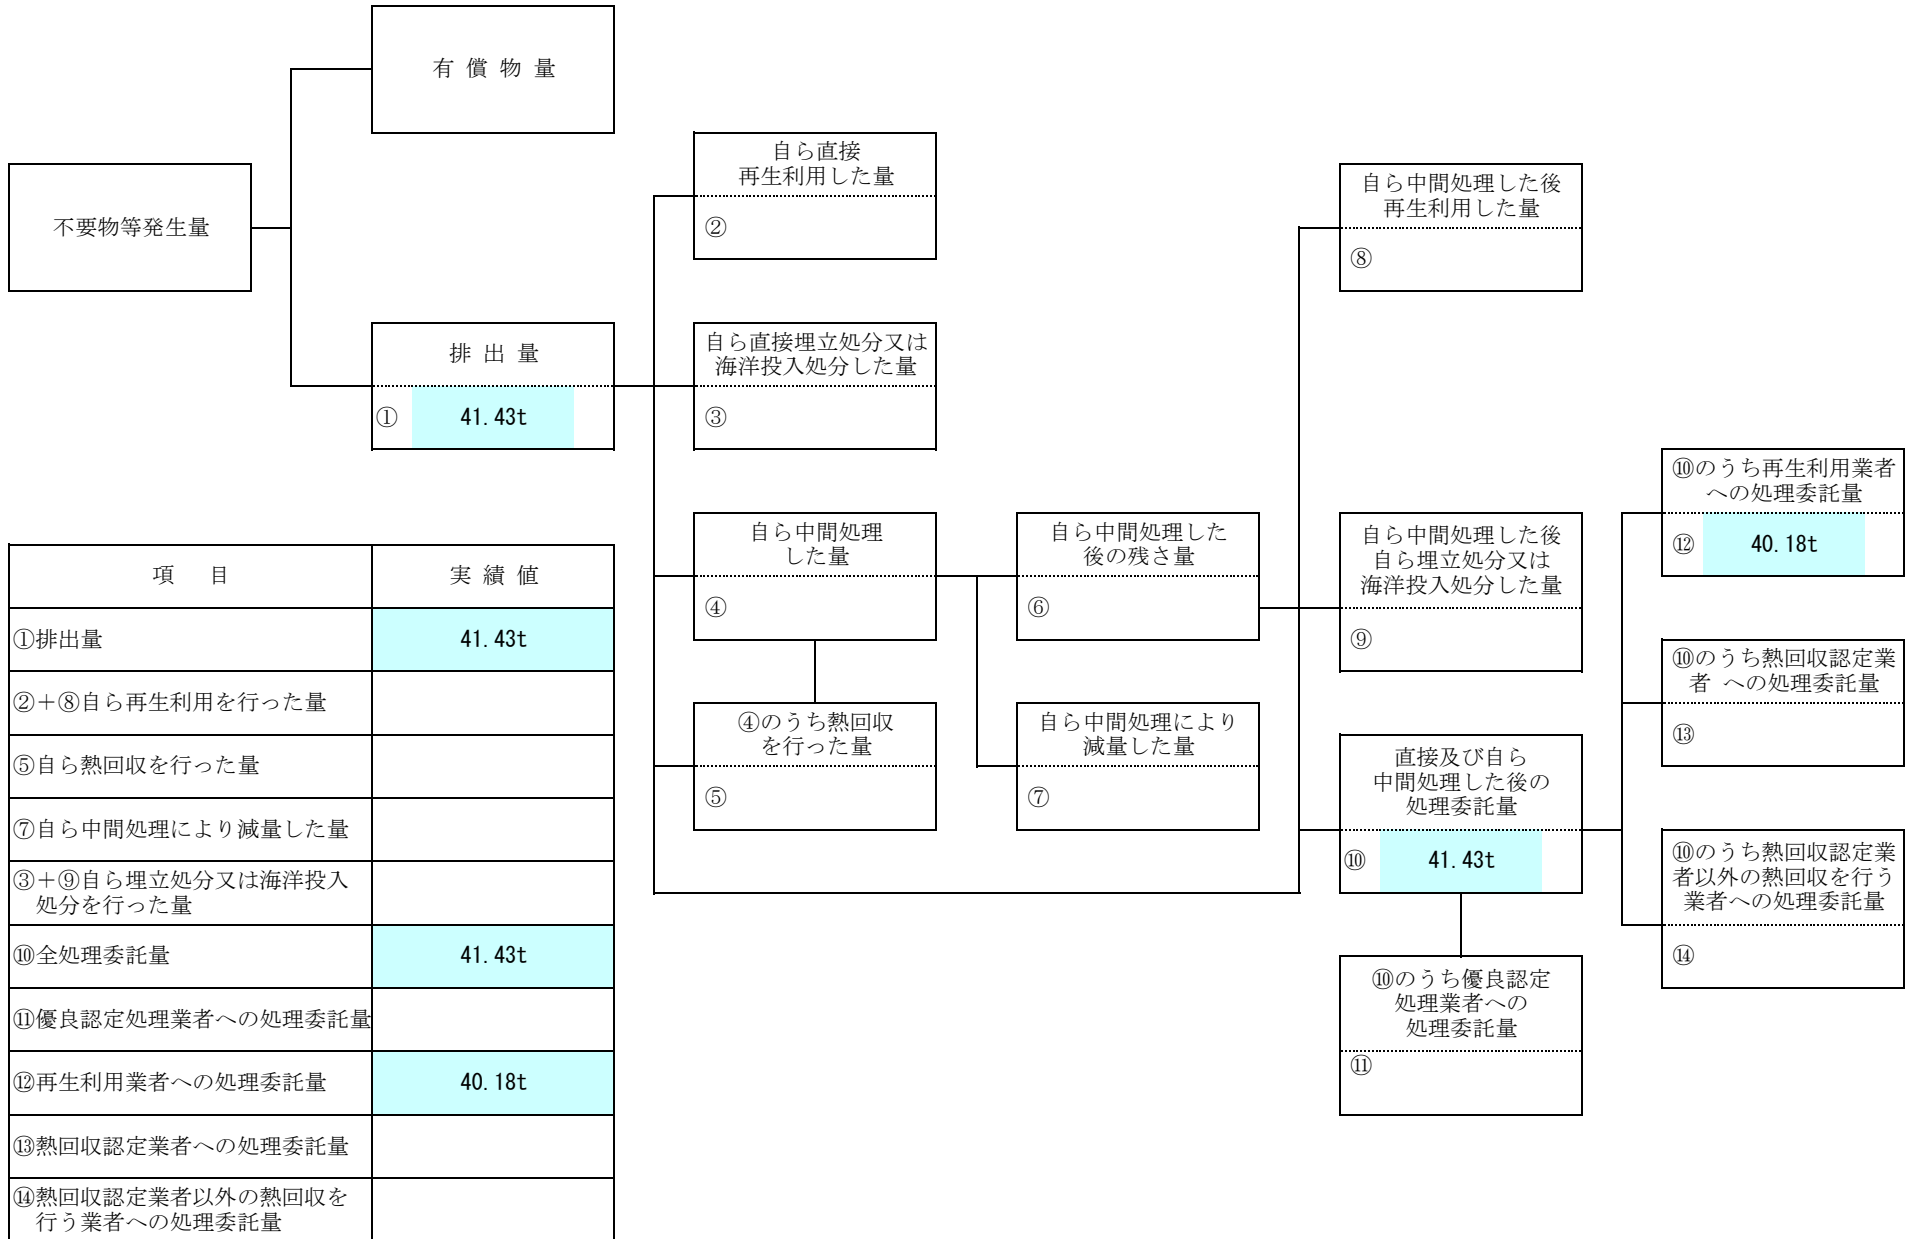 有 償 物 量
不要物等発生量
排 出 量
① 41.43t
自ら直接
再生利用した量
②
自ら直接埋立処分又は
海洋投入処分した量
③
自ら中間処理
した量
④
④のうち熱回収
を行った量
⑤
自ら中間処理した
後の残さ量
⑥
自ら中間処理により
減量した量
⑦
自ら中間処理した後
再生利用した量
⑧
自ら中間処理した後
自ら埋立処分又は
海洋投入処分した量
⑨
直接及び自ら
中間処理した後の
処理委託量
⑩ 41.43t
⑩のうち優良認定
処理業者への
処理委託量
⑪
⑩のうち再生利用業者
への処理委託量
⑫ 40.18t
⑩のうち熱回収認定業
者 への処理委託量
⑬
⑩のうち熱回収認定業
者以外の熱回収を行う
業者への処理委託量
⑭
項 目 実 績 値
①排出量 41.43t
②＋⑧自ら再生利用を行った量
⑤自ら熱回収を行った量
⑦自ら中間処理により減量した量
③＋⑨自ら埋立処分又は海洋投入
処分を行った量
⑩全処理委託量 41.43t
⑪優良認定処理業者への処理委託量
⑫再生利用業者への処理委託量 40.18t
⑬熱回収認定業者への処理委託量
⑭熱回収認定業者以外の熱回収を
行う業者への処理委託量